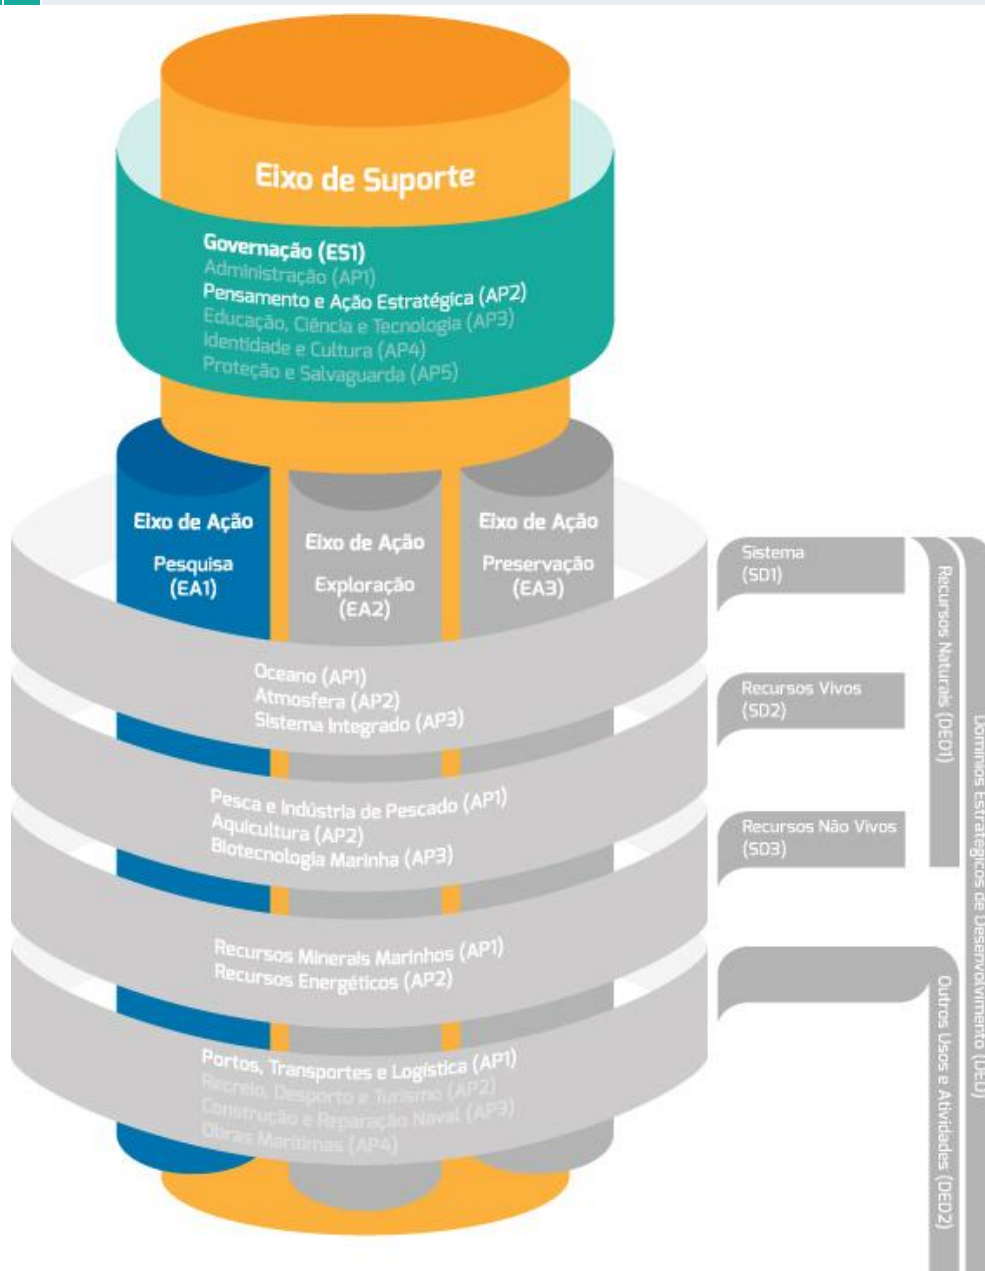 Eixo de Suporte
Governação (ES1)
Administração (AP1)
Pensamento e Ação Estratégica (AP2)
Educação, Ciência e Tecnologia (AP3)
Identidade e Cultura (AP4)
Proteção e Salvaguarda (AP5)
Eixo de Ação
Pesquisa
(EA1)
Eixo de Ação
Exploração
(EA2)
Eixo de Ação
Preservação
(EA3)
Oceano (AP1)
Atmosfera (AP2)
Sistema Integrado (AP3)
Sistema
(SD1)
Pesca e Indústria de Pescado (AP1)
Aquicultura (AP2)
Biotecnologia Marinha (AP3)
Recursos Vivos
(SD2)
Recursos Minerais Marinhos (AP1)
Recursos Energéticos (AP2)
Recursos Não Vivos
(SD3)
Portos, Transportes e Logística (AP1)
Recreio, Desporto e Turismo (AP2)
Construção e Reparação Naval (AP3)
Obras Marítimas (AP4)
Recursos Naturais (DED1)
Outros Usos e Atividades (DED2)
Domínios Estratégicos de Desenvolvimento (DED)